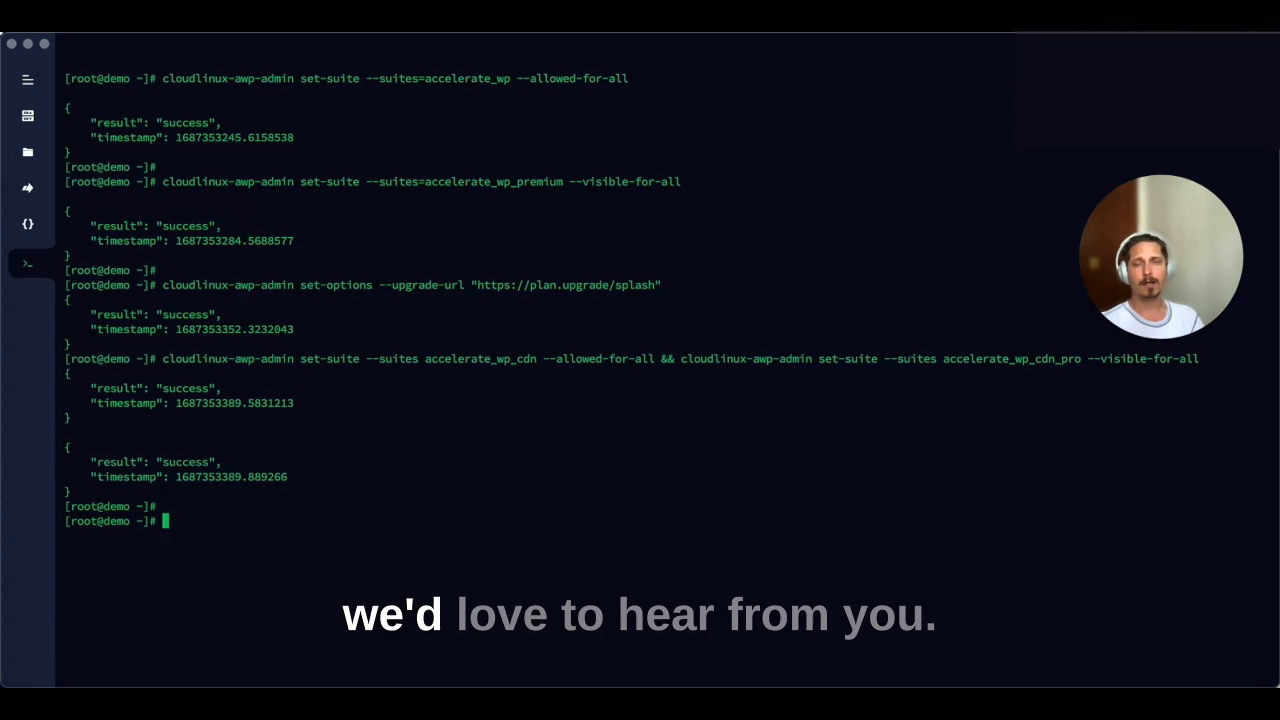 [root@demo ~]# cloudlinux-awp-admin set-suite --suites=accelerate_wp --allowed-for-all
{
"result": "success",
"timestamp": 1687353245.6158538
}
[root@demo ~]#
[root@demo ~]# cloudlinux-awp-admin set-suite --suites=accelerate_wp_premium --visible-for-all
{
"result": "success",
"timestamp": 1687353284.5688577
}
[root@demo ~]#
[root@demo ~]# cloudlinux-awp-admin set-options --upgrade-url "https://plan.upgrade/splash"
{
"result": "success",
"timestamp": 1687353352.3232043
}
[root@demo ~]# cloudlinux-awp-admin set-suite --suites accelerate_wp_cdn --allowed-for-all && cloudlinux-awp-admin set-suite --suites accelerate_wp_cdn_pro --visible-for-all
{
"result": "success",
"timestamp": 1687353389.5831213
}
{
"result": "success",
"timestamp": 1687353389.889266
}
[root@demo ~]#
[root@demo ~]#
we'd love to hear from you.